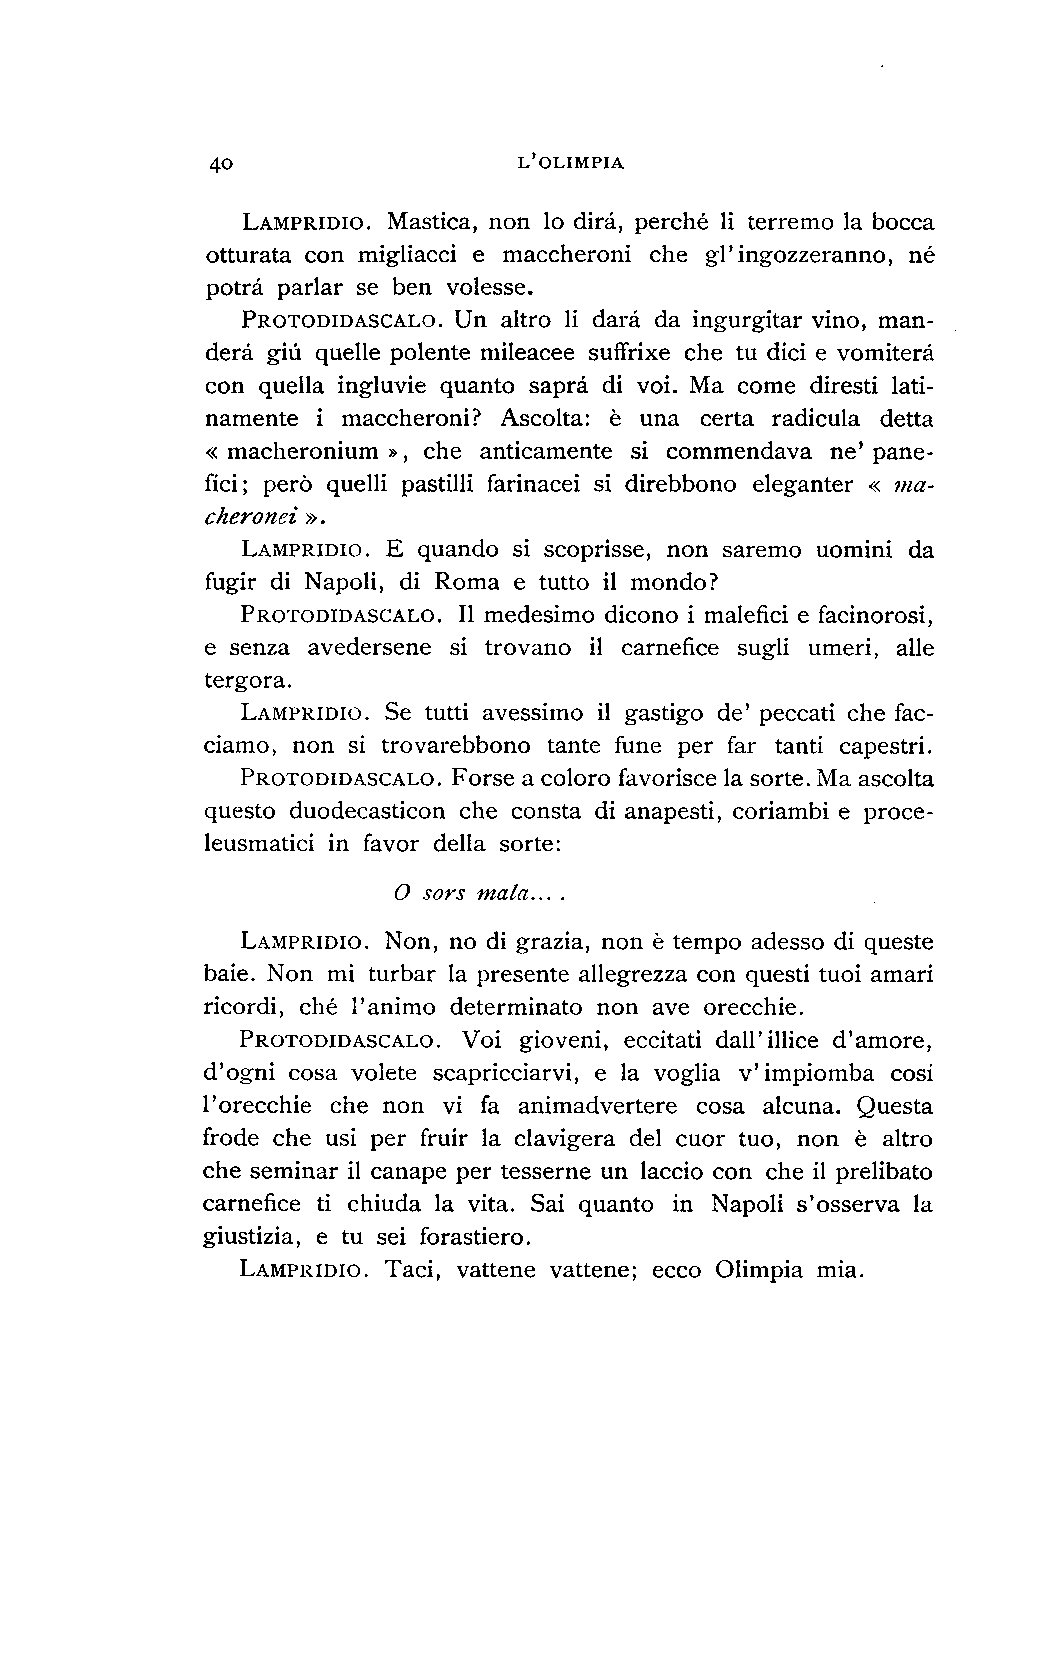 40 L'OLIMPIA
LAMPRIDIO. Mastica, non lo dirá, perché li terremo la bocca
otturata con migliacci e maccheroni che gl'ingozzeranno, né
potrá parlar se ben volesse.
PROTODIDASCALO. Un altro li dará da ingurgitar vino, man-
derá giú quelle polente mileacee suffrixe che tu dici e vomiterá
con quella ingluvie quanto saprá di voi. Ma come diresti lati-
namente i maccheroni? Ascolta: è una certa radicula detta
« macheronium », che anticamente si commendava ne' pane-
fici; però quelli pastilli farinacei si direbbono eleganter « ma-
cheronei ».
LAMPRIDIO. E quando si scoprisse, non saremo uomini da
fugir di Napoli, di Roma e tutto il mondo?
PROTODIDASCALO. Il medesimo dicono i malefici e facinorosi,
e senza avedersene si trovano il carnefice sugli umeri, alle
tergora.
LAMPRIDIO. Se tutti avessimo il gastigo de' peccati che fac-
ciamo, non si trovarebbono tante fune per far tanti capestri.
PROTODIDASCALO. Forse a coloro favorisce la sorte. Ma ascolta
questo duodecasticon che consta di anapesti, coriambi e proce-
leusmatici in favor della sorte:
O sors mala... .
LAMPRIDIO. Non, no di grazia, non è tempo adesso di queste
baie. Non mi turbar la presente allegrezza con questi tuoi amari
ricordi, ché l'animo determinato non ave orecchie.
PROTODIDASCALO. Voi gioveni, eccitati dall'illice d'amore,
d'ogni cosa volete scapricciarvi, e la voglia v'impiomba cosí
l'orecchie che non vi fa animadvertere cosa alcuna. Questa
frode che usi per fruir la clavigera del cuor tuo, non è altro
che seminar il canape per tesserne un laccio con che il prelibato
carnefice ti chiuda la vita. Sai quanto in Napoli s'osserva la
giustizia, e tu sei forastiero.
LAMPRIDIO. Taci, vattene vattene; ecco Olimpia mia.